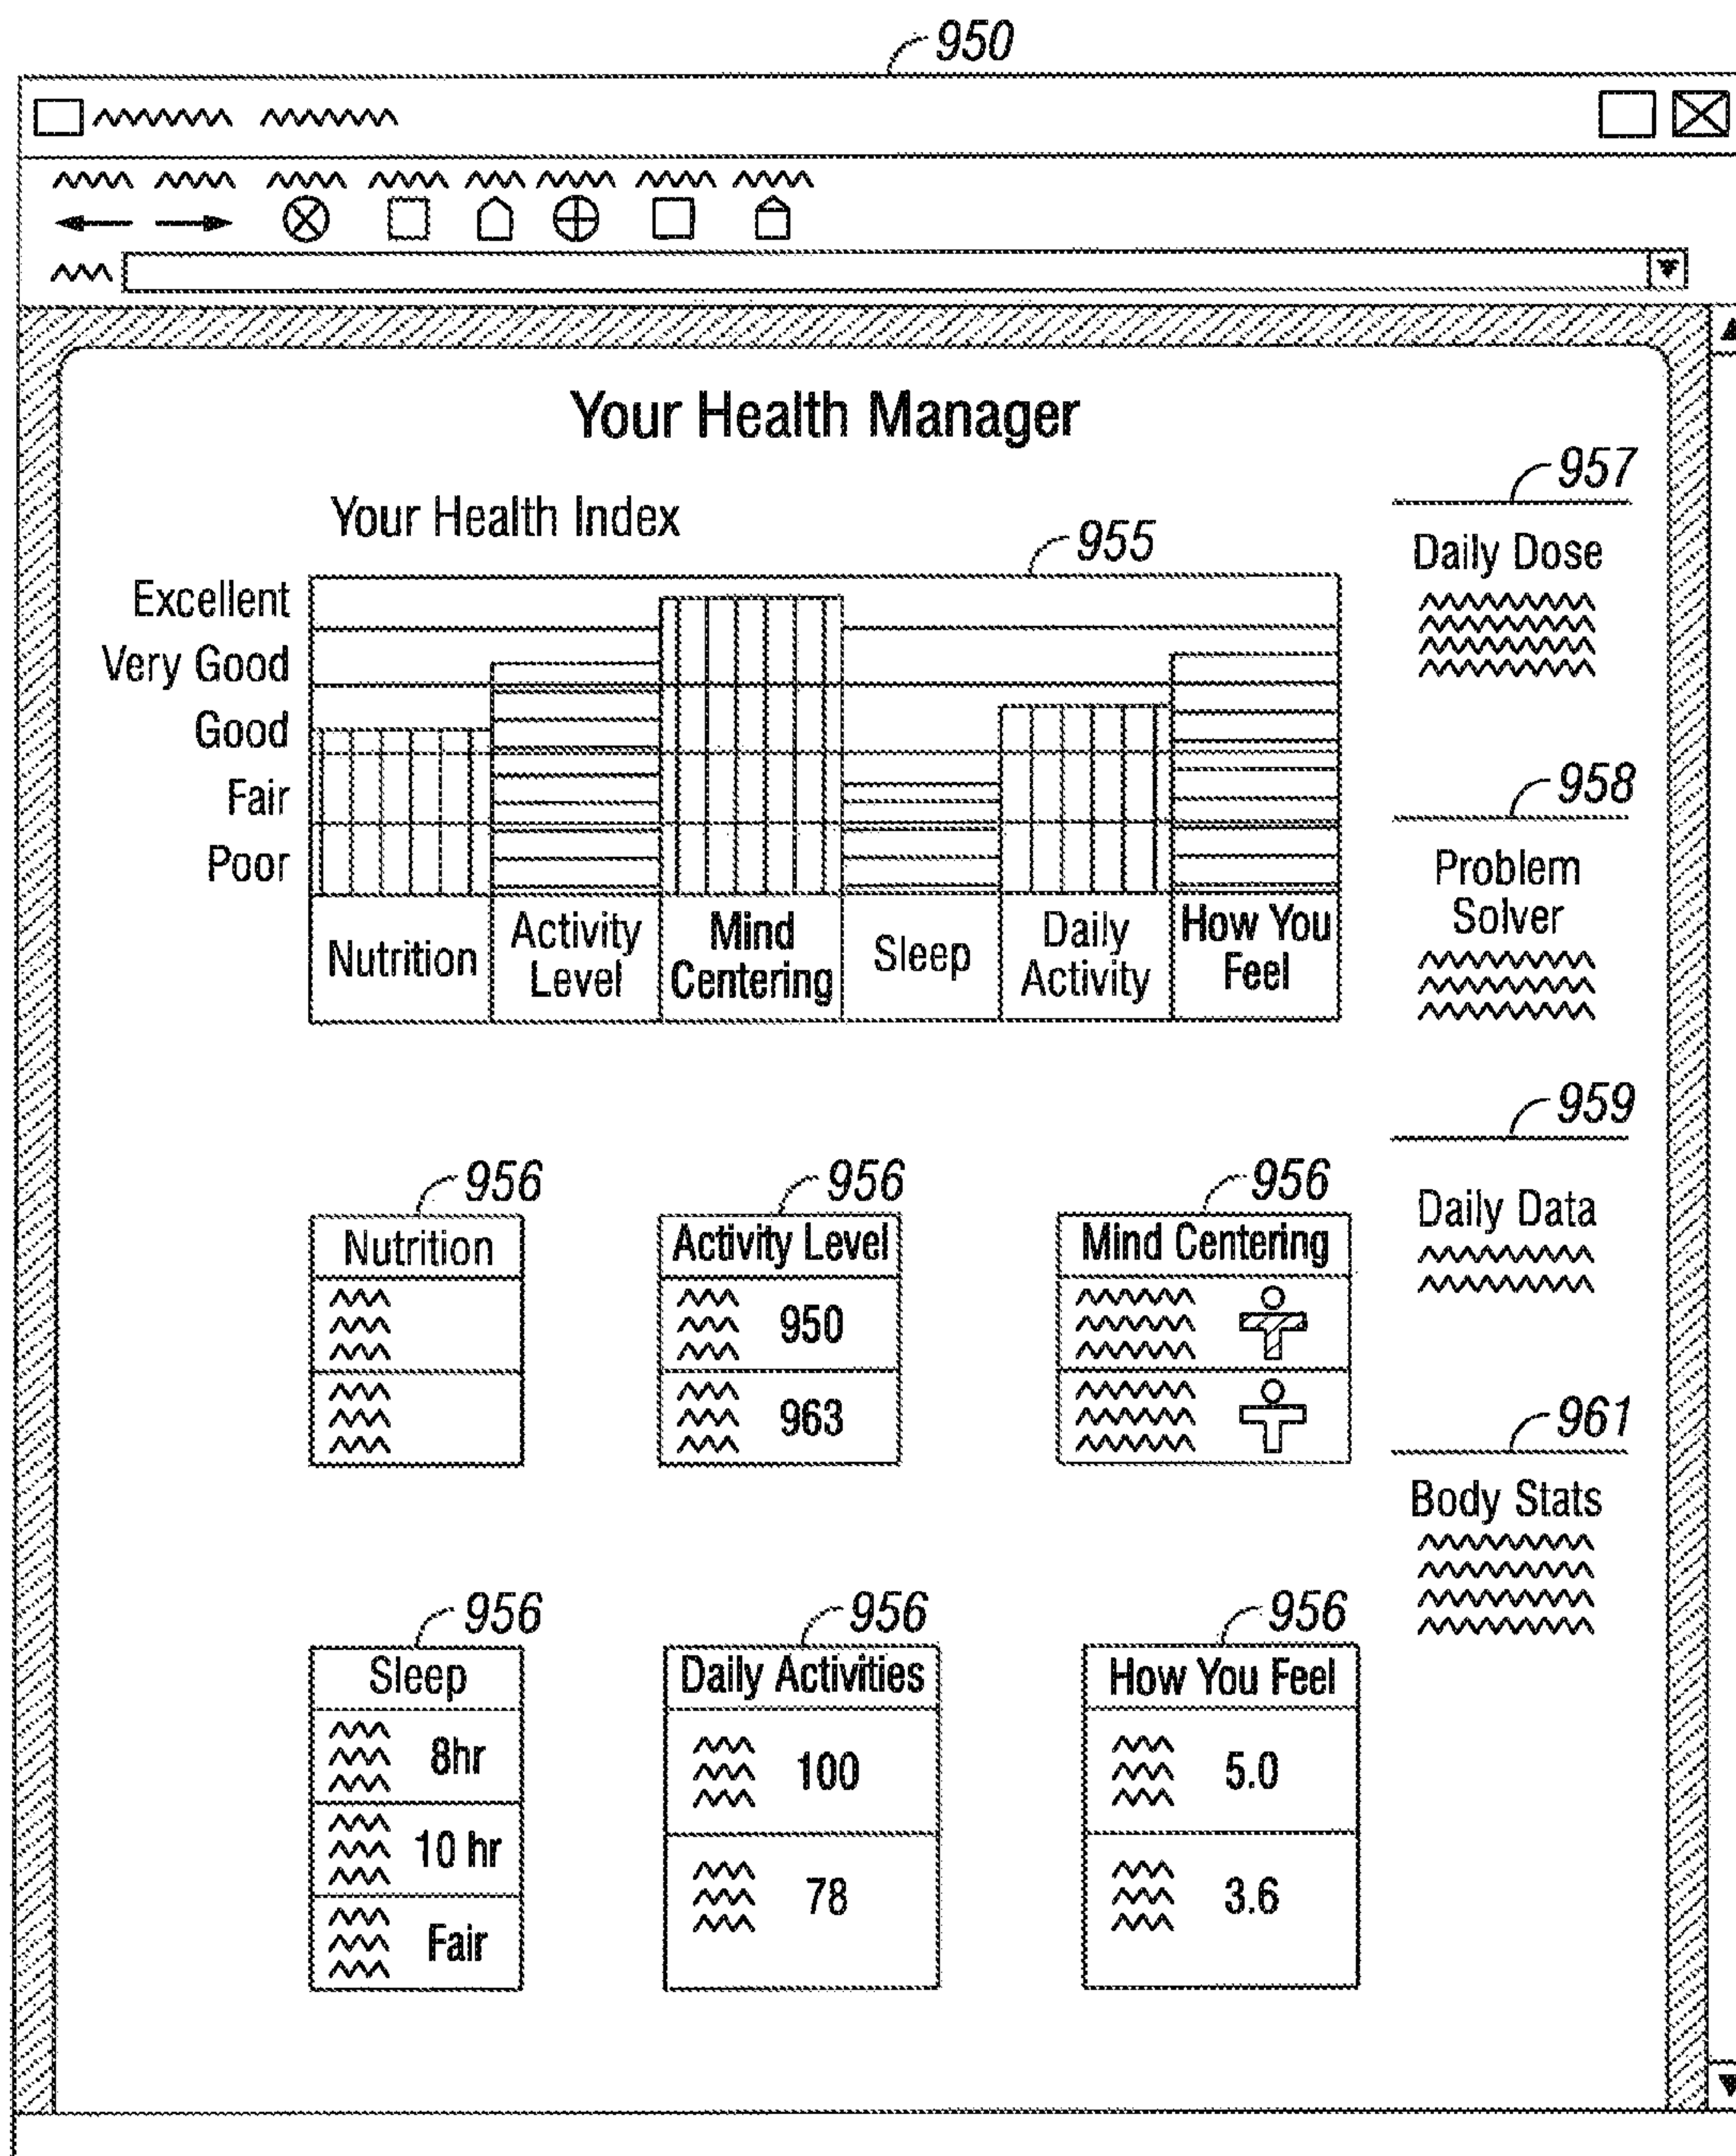 950
Your Health Manager
957
Your Health Index
955
Daily Dose
Excellent
Very Good
Good
Fair
Poor
958
Problem
Solver
Nutrition
Activity
Level
Mind
Centering
Sleep
Daily
Activity
How You
Feel
959
Daily Data
956
Nutrition
956
Activity Level
950
963
956
Mind Centering
961
Body Stats
956
Sleep
8hr
10 hr
Fair
956
Daily Activities
100
78
956
How You Feel
5.0
3.6